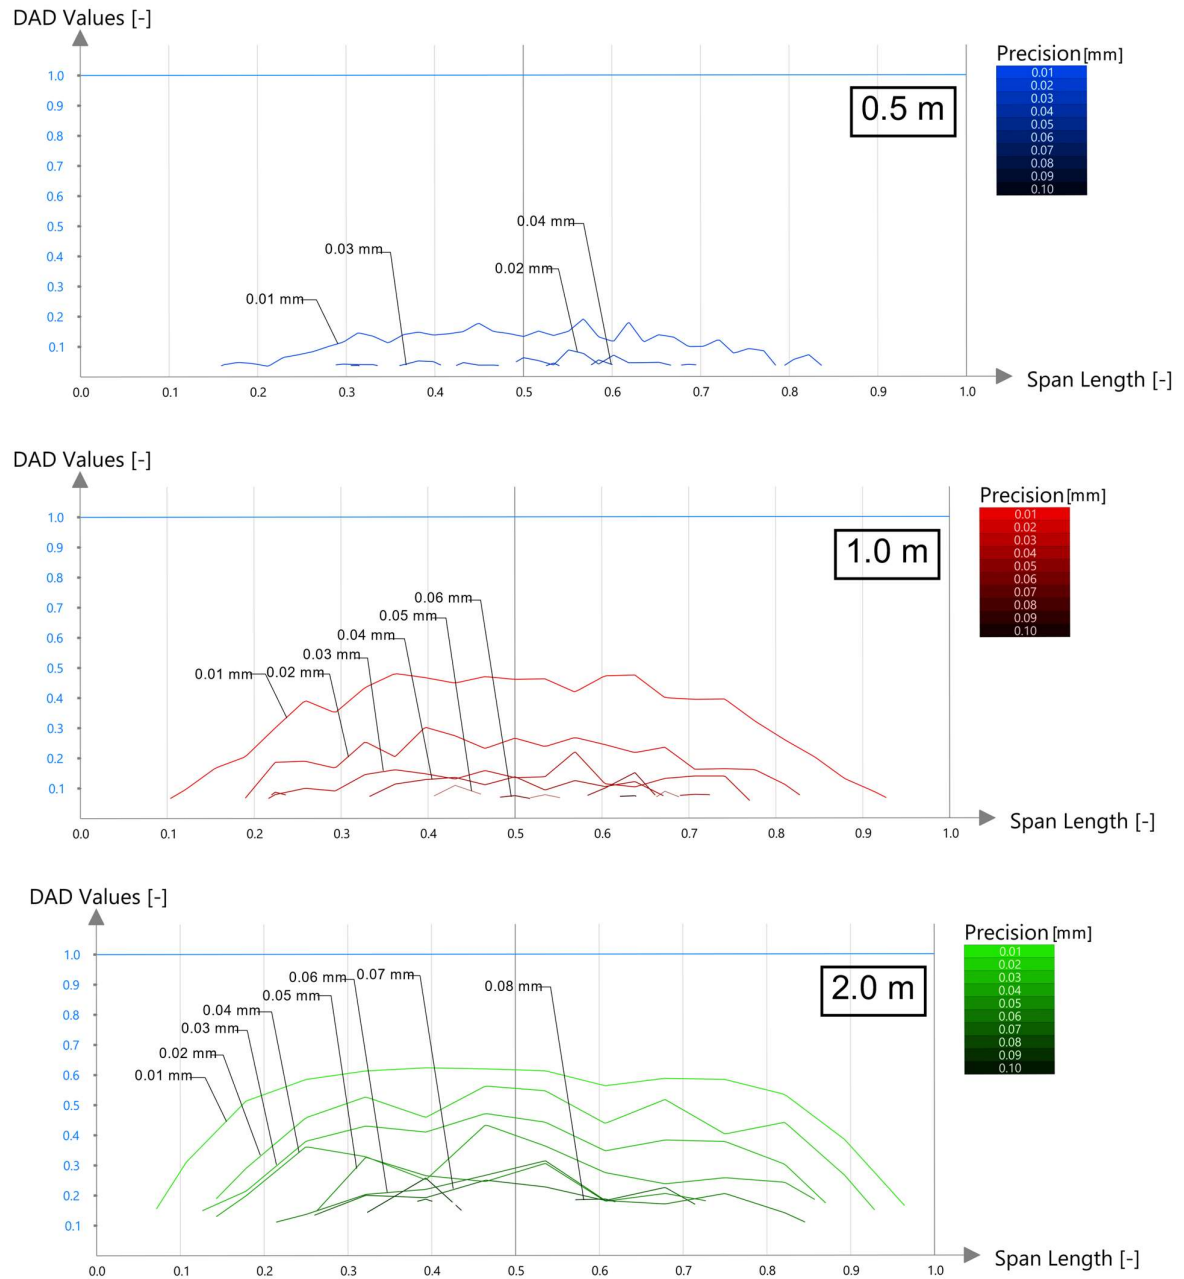 DAD Values [-]
Precision[mm]
1.0
0.01
0.02
0.9
0.5 m
0.03
0.04
0.05
0.8
0.06
0.07
0.7
0.08
0.09
0.10
0.6
0.5
0.04 mm
0.4
0.03 mm
0.02 mm
0.3
0.01 mm
0.2
0.1
0.0 0.1 0.2 0.3 0.4 0.5 0.6 0.7 0.8 0.9 1.0
Span Length [-]
DAD Values [-]
Precision[mm]
1.0
0.01
0.02
0.9
1.0 m
0.03
0.04
0.05
0.8
0.06
0.07
0.7
0.08
0.09
0.10
0.06 mm
0.05 mm
0.6
0.04 mm
0.03 mm
0.5
0.01 mm 0.02 mm
0.4
0.3
0.2
0.1
0.0 0.1 0.2 0.3 0.4 0.5 0.6 0.7 0.8 0.9 1.0
Span Length [-]
DAD Values [-]
Precision[mm]
1.0
0.01
0.02
0.9
2.0 m
0.03
0.04
0.05
0.8
0.06
0.07
0.7
0.08
0.09
0.10
0.06 mm 0.07 mm
0.08 mm
0.05 mm
0.04 mm
0.03 mm
0.02 mm
0.01 mm
0.6
0.5
0.4
0.3
0.2
0.1
0.0 0.1 0.2 0.3 0.4 0.5 0.6 0.7 0.8 0.9 1.0
Span Length [-]